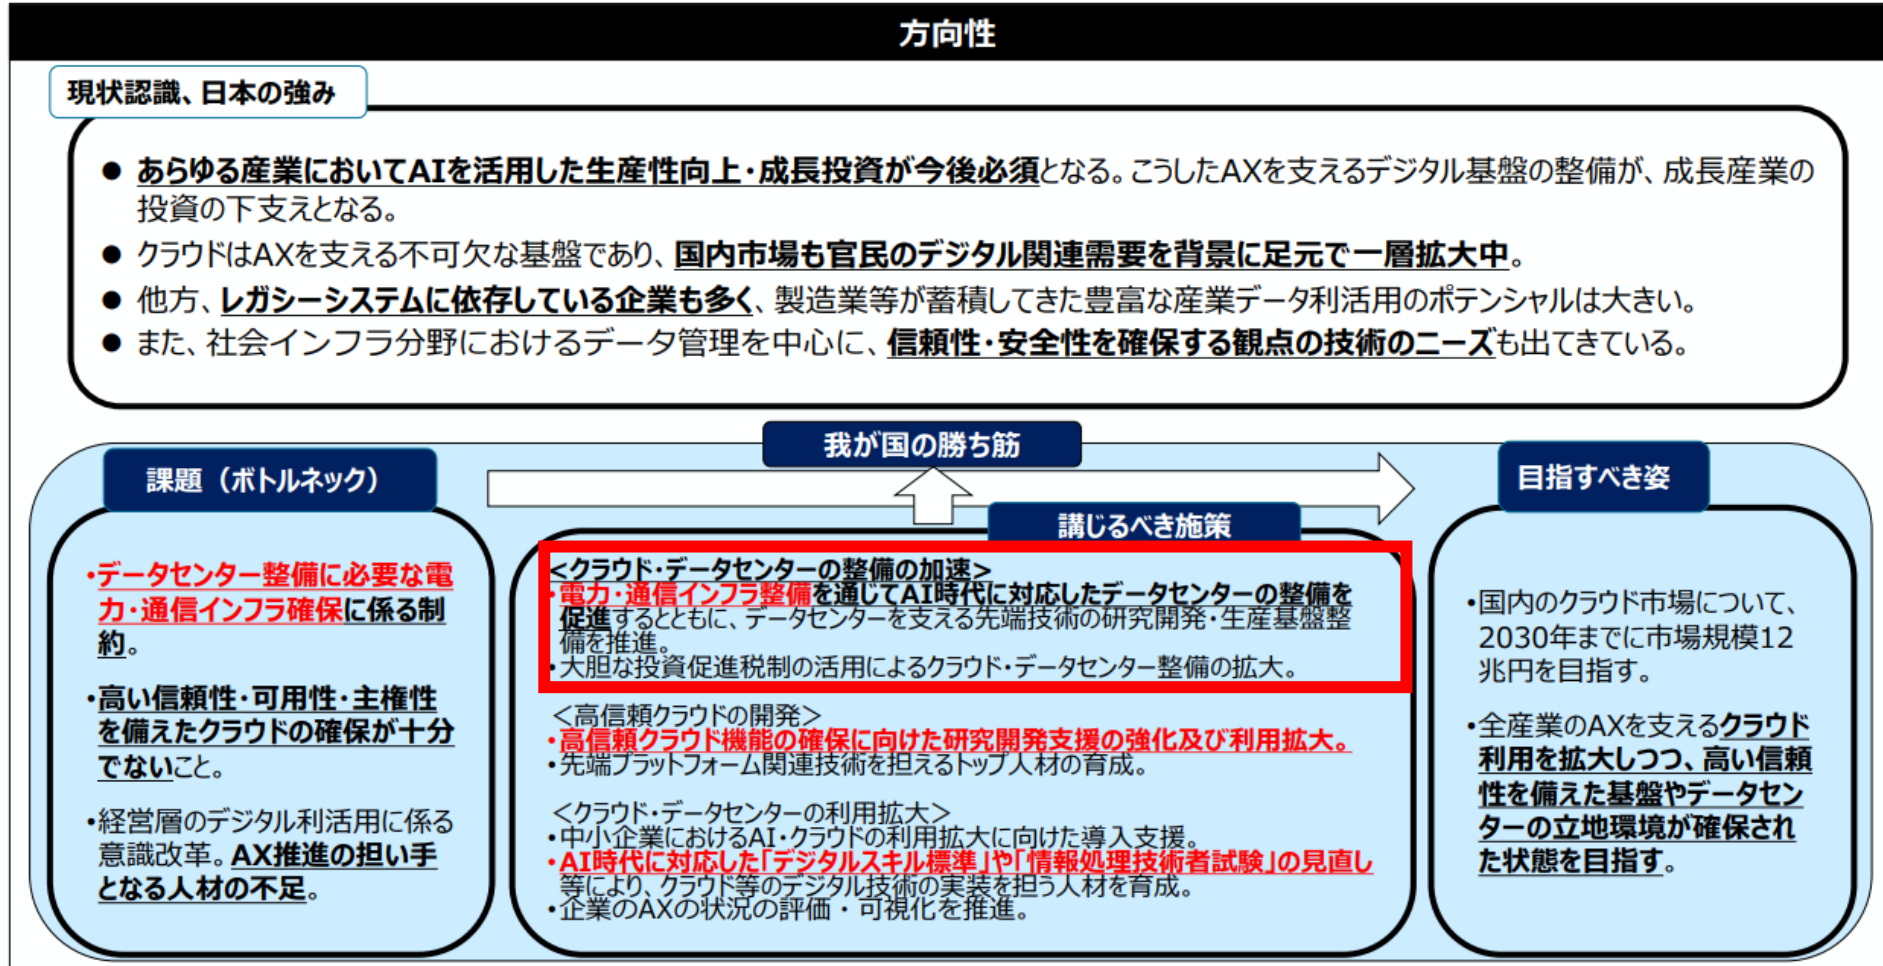 方向性
現状認識、日本の強み
● あらゆる産業においてAIを活用した生産性向上・成長投資が今後必須となる。こうしたAXを支えるデジタル基盤の整備が、成長産業の
投資の下支えとなる。
● クラウドはAXを支える不可欠な基盤であり、国内市場も官民のデジタル関連需要を背景に足元で一層拡大中。
● 他方、レガシーシステムに依存している企業も多く、製造業等が蓄積してきた豊富な産業データ利活用のポテンシャルは大きい。
● また、社会インフラ分野におけるデータ管理を中心に、信頼性・安全性を確保する観点の技術のニーズも出てきている。
我が国の勝ち筋
課題（ボトルネック）
・データセンター整備に必要な電
力・通信インフラ確保に係る制
約。
・高い信頼性・可用性・主権性
を備えたクラウドの確保が十分
でないこと。
・経営層のデジタル利活用に係る
意識改革。AX推進の担い手
となる人材の不足。
講じるべき施策
<クラウド・データセンターの整備の加速>
・電力・通信インフラ整備を通じてAI時代に対応したデータセンターの整備を
促進するとともに、データセンターを支える先端技術の研究開発・生産基盤整
備を推進。
・大胆な投資促進税制の活用によるクラウド・データセンター整備の拡大。
＜高信頼クラウドの開発＞
・高信頼クラウド機能の確保に向けた研究開発支援の強化及び利用拡大。
・先端プラットフォーム関連技術を担えるトップ人材の育成。
＜クラウド・データセンターの利用拡大＞
・中小企業におけるAI・クラウドの利用拡大に向けた導入支援。
・AI時代に対応した「デジタルスキル標準」や「情報処理技術者試験」の見直し
等により、クラウド等のデジタル技術の実装を担う人材を育成。
・企業のAXの状況の評価・可視化を推進。
目指すべき姿
・国内のクラウド市場について、
2030年までに市場規模12
兆円を目指す。
・全産業のAXを支えるクラウド
利用を拡大しつつ、高い信頼
性を備えた基盤やデータセン
ターの立地環境が確保され
た状態を目指す。